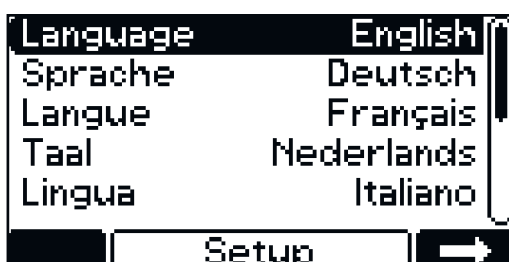 Language English
Sprache Deutsch
Langue Français
Taal Nederlands
Lingua Italiano
Setup